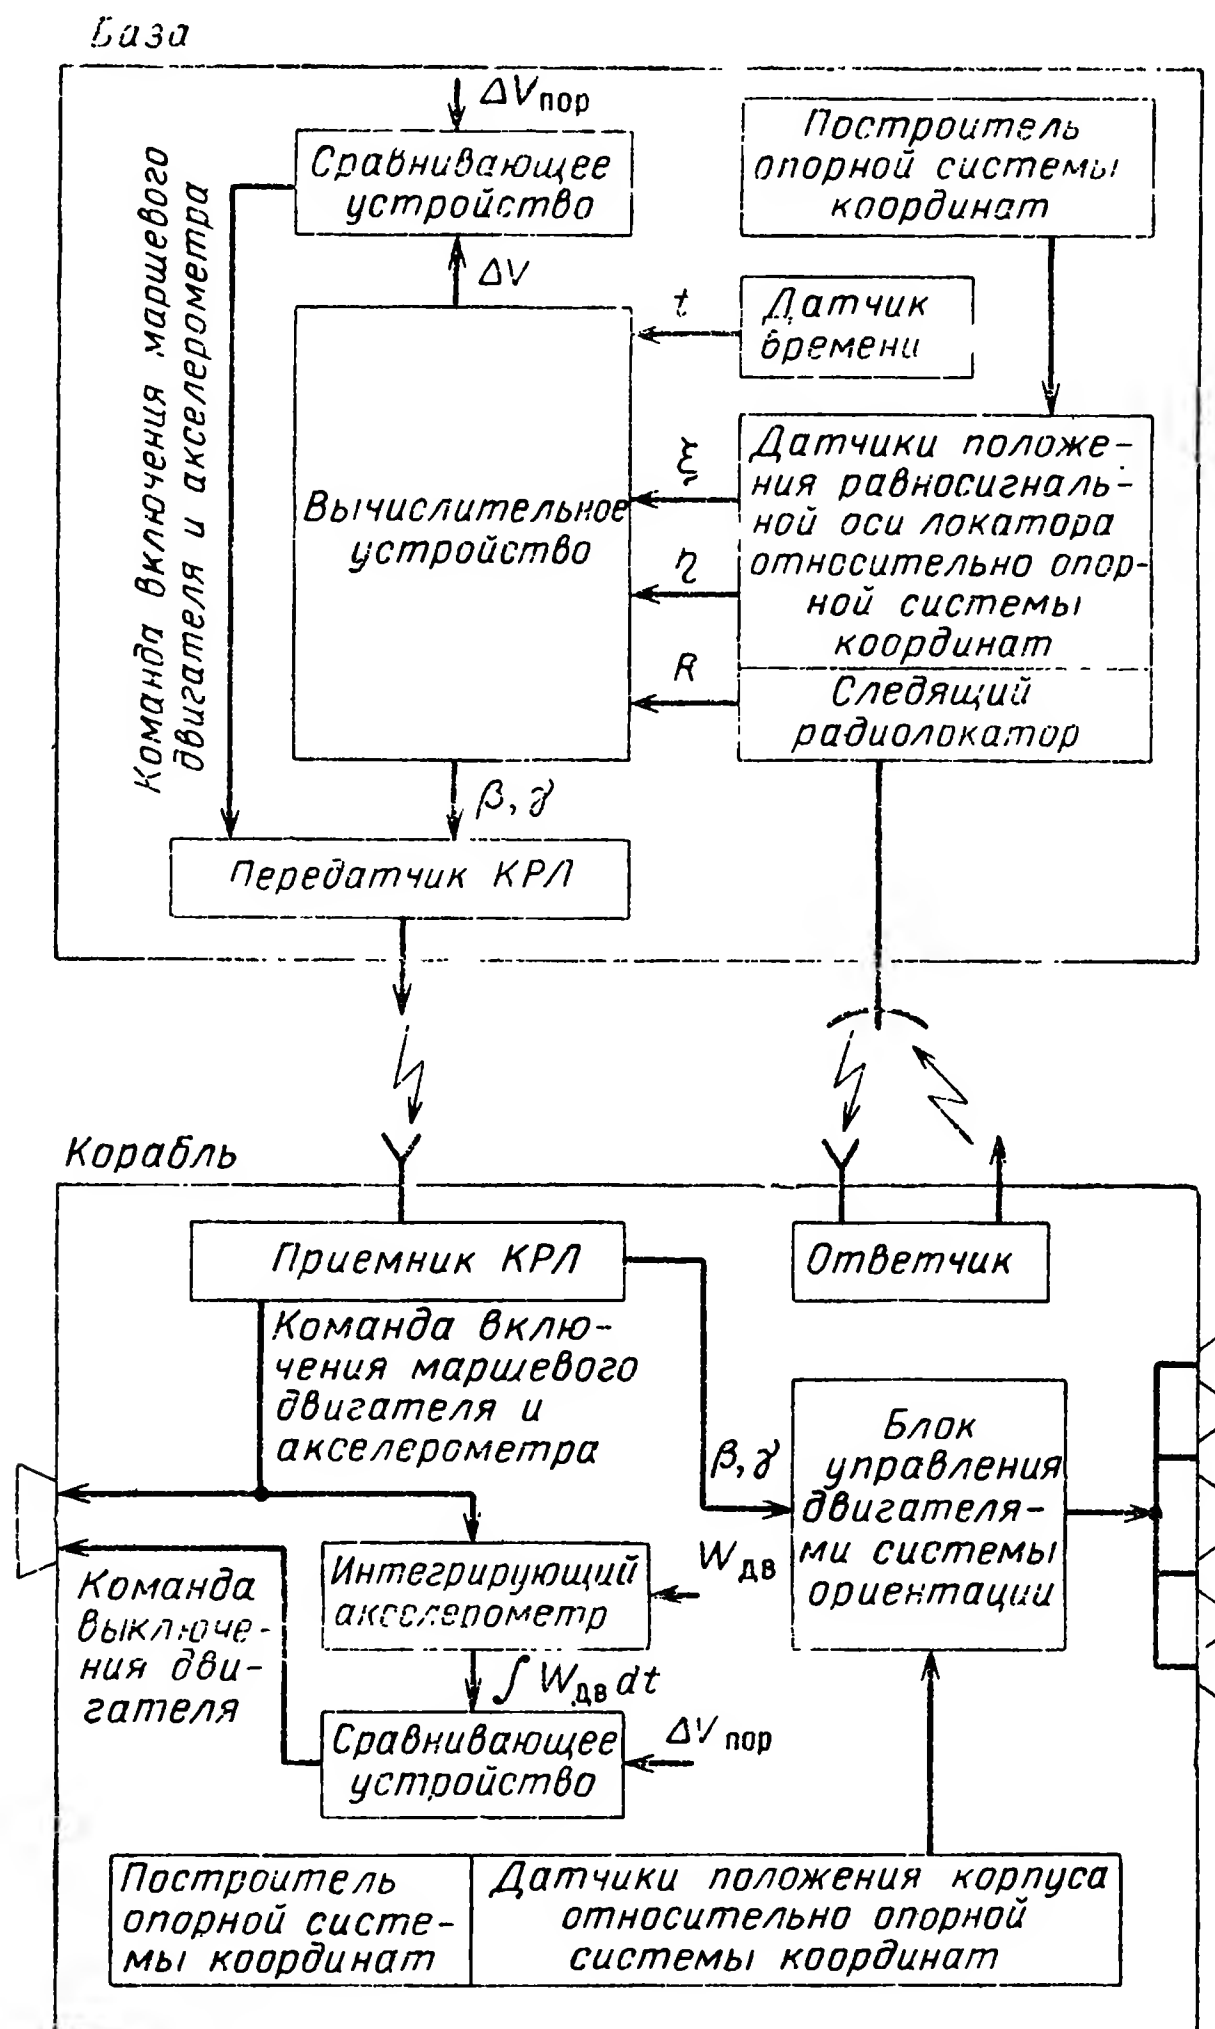 База
ΔVпор
Сравнивающее
устройство
Построитель
опорной системы
координат
Команда включения маршевого
двигателя и акселерометра
ΔV
t
Датчик
времени
Вычислительное
устройство
ξ
η
R
Датчики положе-
ния равносигналь-
ной оси локатора
относительно опор-
ной системы
координат
Следящий
радиолокатор
β, γ
Передатчик КРЛ
Корабль
Приемник КРЛ
Ответчик
Команда вклю-
чения маршевого
двигателя и
акселерометра
β, γ
Блок
управления
двигателя-
ми системы
ориентации
Интегрирующий
акселерометр
Wдв
Команда
выключе-
ния дви-
гателя
∫ Wдв dt
Сравнивающее
устройство
ΔVпор
Построитель
опорной систе-
мы координат
Датчики положения корпуса
относительно опорной
системы координат